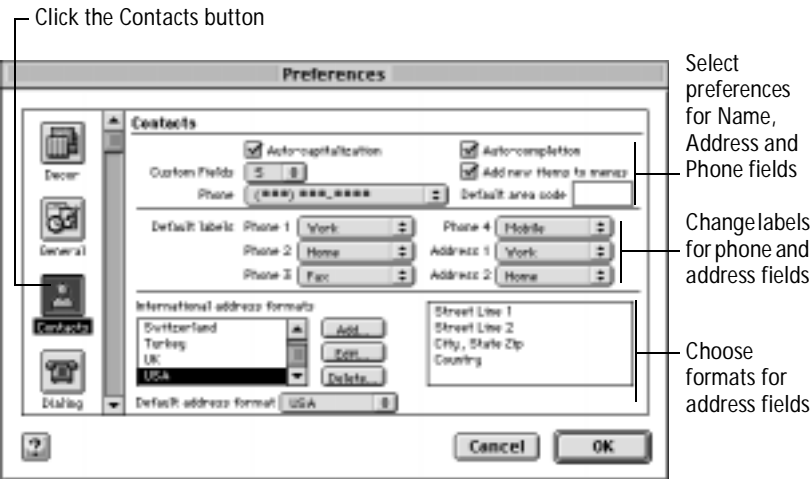 Click the Contacts button
Preferences
Select
preferences
for Name,
Address and
Phone fields
Change labels
for phone and
address fields
Choose
formats for
address fields
Decor
General
Contacts
Dialing
Contacts
Auto-capitalization
Auto-completion
Custom Fields 5
Add new items to menus
Phone (###) ###-####
Default area code
Default labels: Phone 1 Work
Phone 4 Mobile
Phone 2 Home
Address 1 Work
Phone 3 Fax
Address 2 Home
International address formats
Switzerland
Turkey
UK
USA
Add...
Edit...
Delete...
Street Line 1
Street Line 2
City, State Zip
Country
Default address format USA
?
Cancel
OK